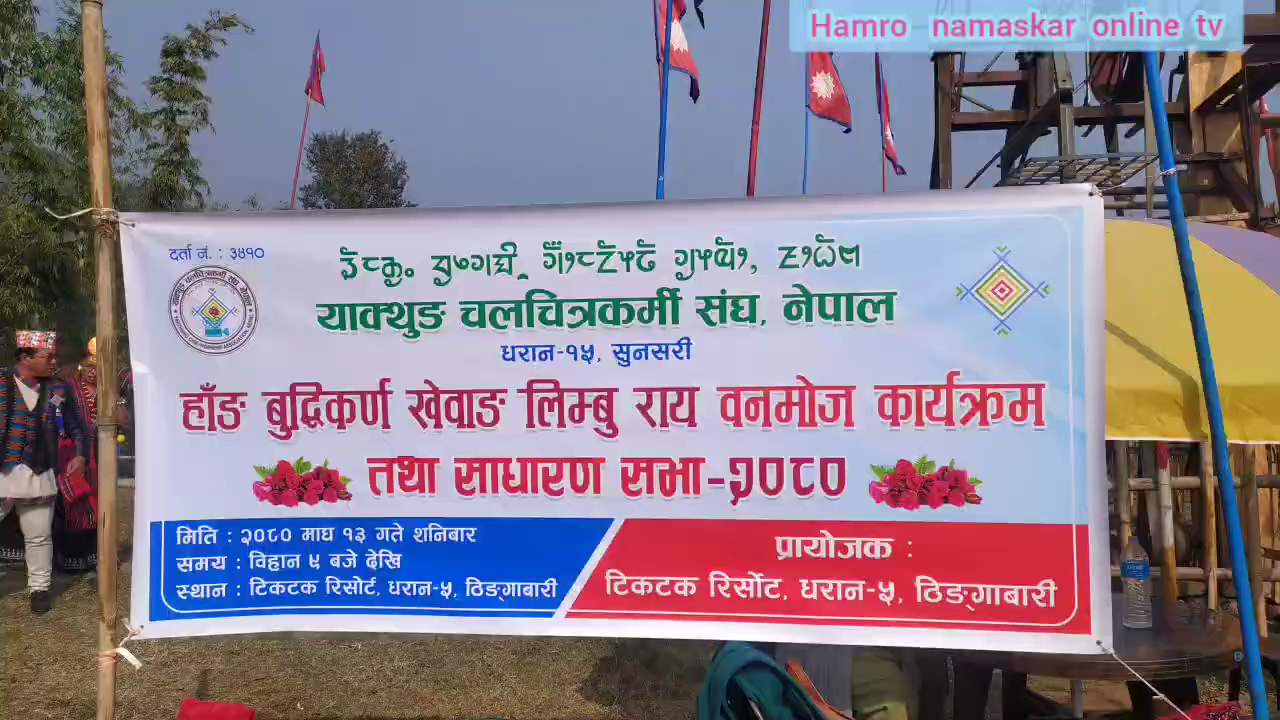 Hamro namaskar online tv
दर्ता नं. : ३४१०
याक्थुङ चलचित्रकर्मी संघ, नेपाल
धरान-१५, सुनसरी
हाँङ बुद्धिकर्ण खेवाङ लिम्बु राय वनमोज कार्यक्रम
तथा साधारण सभा-२०८०
मिति : २०८० माघ १३ गते शनिबार
समय : विहान ९ बजे देखि
स्थान : टिकटक रिसोर्ट, धरान-५, ठिङ्गाबारी
प्रायोजक :
टिकटक रिर्सोट, धरान-५, ठिङ्गाबारी